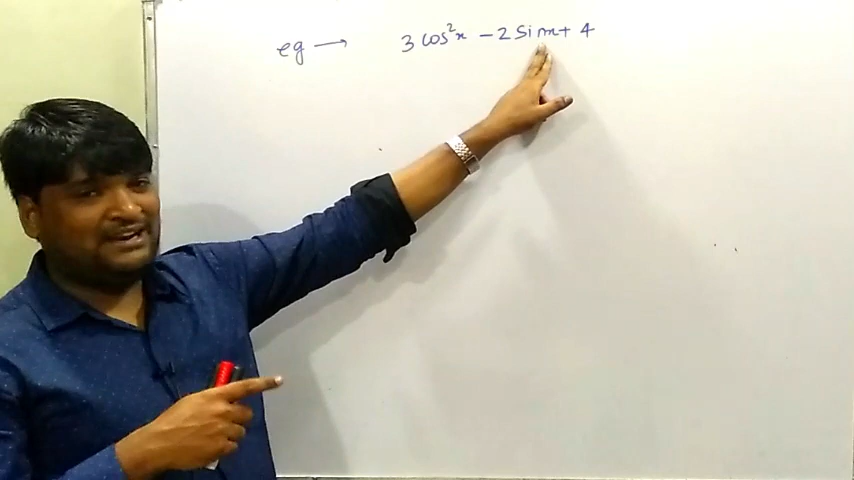 eg → 3 cos²x - 2 sinx + 4